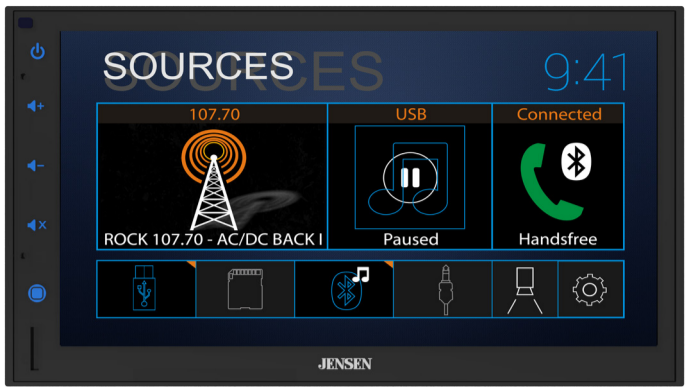 SOURCES
9:41
107.70
USB
Connected
ROCK 107.70 - AC/DC BACK I
Paused
Handsfree
JENSEN